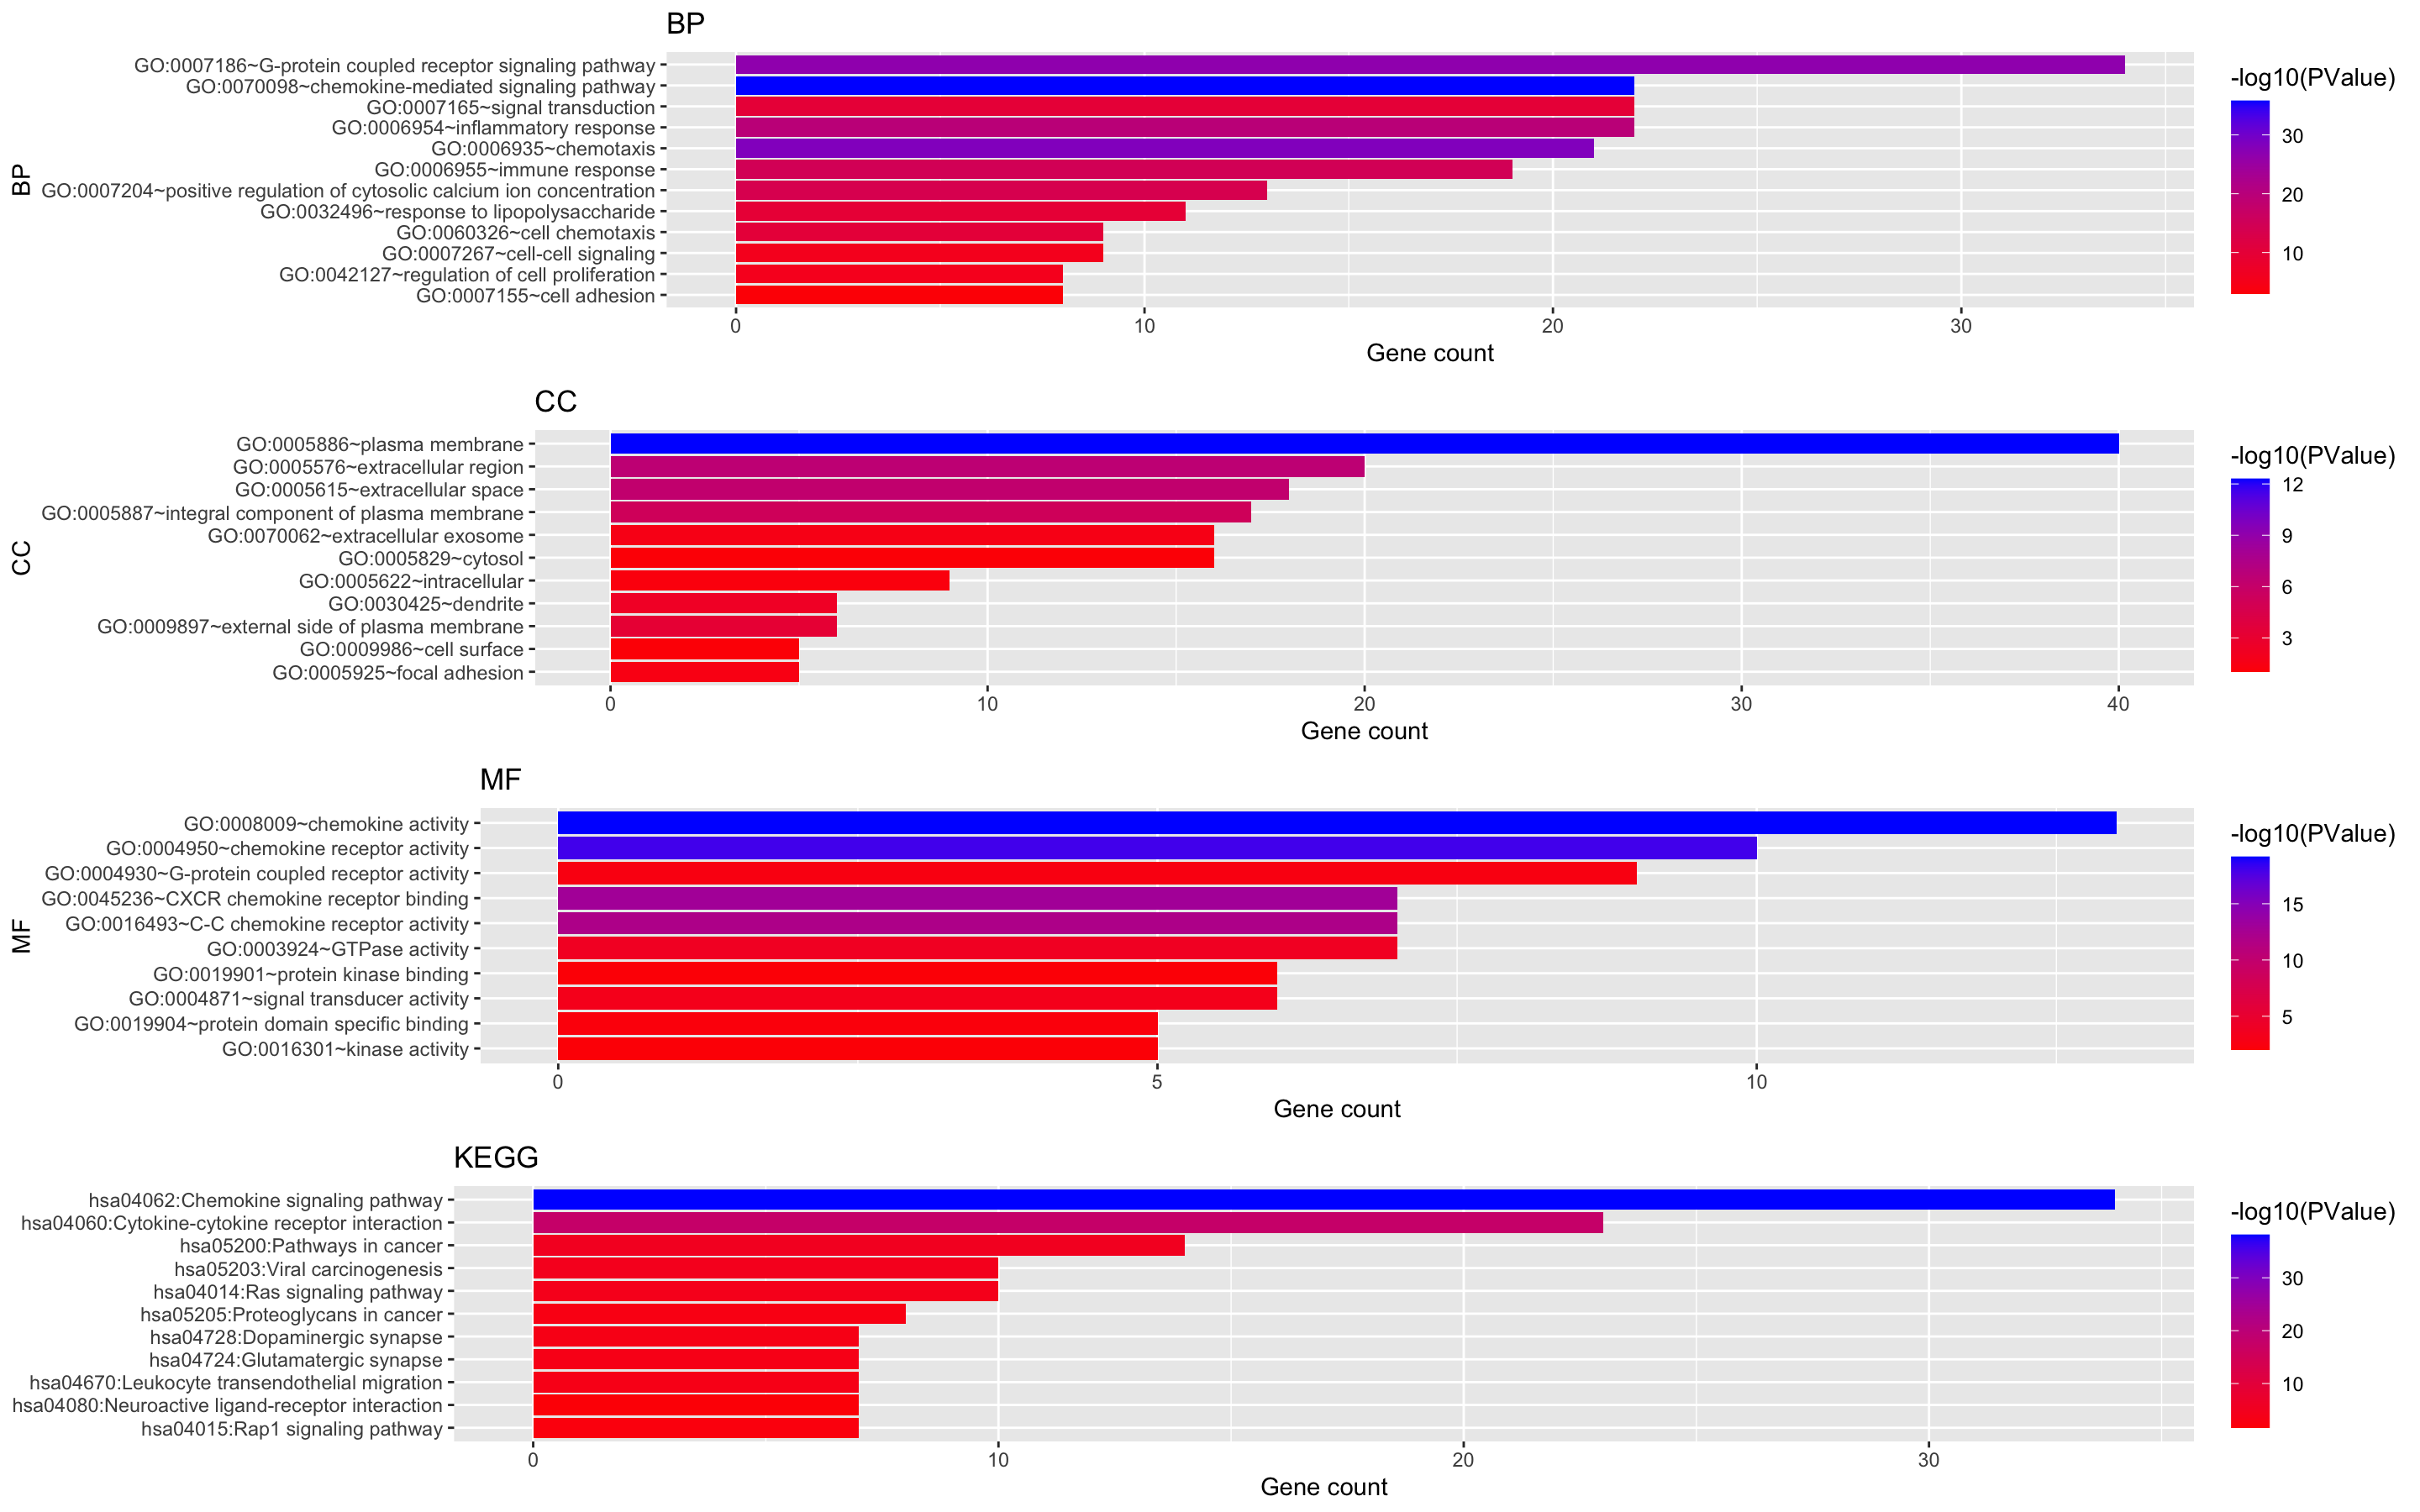 BP
BP
GO:0007186~G-protein coupled receptor signaling pathway
GO:0070098~chemokine-mediated signaling pathway
GO:0007165~signal transduction
GO:0006954~inflammatory response
GO:0006935~chemotaxis
GO:0006955~immune response
GO:0007204~positive regulation of cytosolic calcium ion concentration
GO:0032496~response to lipopolysaccharide
GO:0060326~cell chemotaxis
GO:0007267~cell-cell signaling
GO:0042127~regulation of cell proliferation
GO:0007155~cell adhesion
0 10 20 30
Gene count
-log10(PValue)
30
20
10
CC
CC
GO:0005886~plasma membrane
GO:0005576~extracellular region
GO:0005615~extracellular space
GO:0005887~integral component of plasma membrane
GO:0070062~extracellular exosome
GO:0005829~cytosol
GO:0005622~intracellular
GO:0030425~dendrite
GO:0009897~external side of plasma membrane
GO:0009986~cell surface
GO:0005925~focal adhesion
0 10 20 30 40
Gene count
-log10(PValue)
12
9
6
3
MF
MF
GO:0008009~chemokine activity
GO:0004950~chemokine receptor activity
GO:0004930~G-protein coupled receptor activity
GO:0045236~CXCR chemokine receptor binding
GO:0016493~C-C chemokine receptor activity
GO:0003924~GTPase activity
GO:0019901~protein kinase binding
GO:0004871~signal transducer activity
GO:0019904~protein domain specific binding
GO:0016301~kinase activity
0 5 10
Gene count
-log10(PValue)
15
10
5
KEGG
hsa04062:Chemokine signaling pathway
hsa04060:Cytokine-cytokine receptor interaction
hsa05200:Pathways in cancer
hsa05203:Viral carcinogenesis
hsa04014:Ras signaling pathway
hsa05205:Proteoglycans in cancer
hsa04728:Dopaminergic synapse
hsa04724:Glutamatergic synapse
hsa04670:Leukocyte transendothelial migration
hsa04080:Neuroactive ligand-receptor interaction
hsa04015:Rap1 signaling pathway
0 10 20 30
Gene count
-log10(PValue)
30
20
10